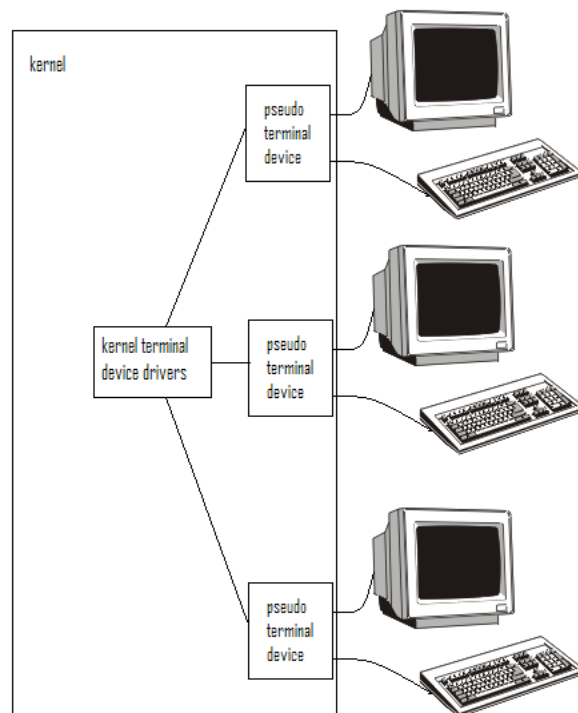 kernel
pseudo
terminal
device
kernel terminal
device drivers
pseudo
terminal
device
pseudo
terminal
device